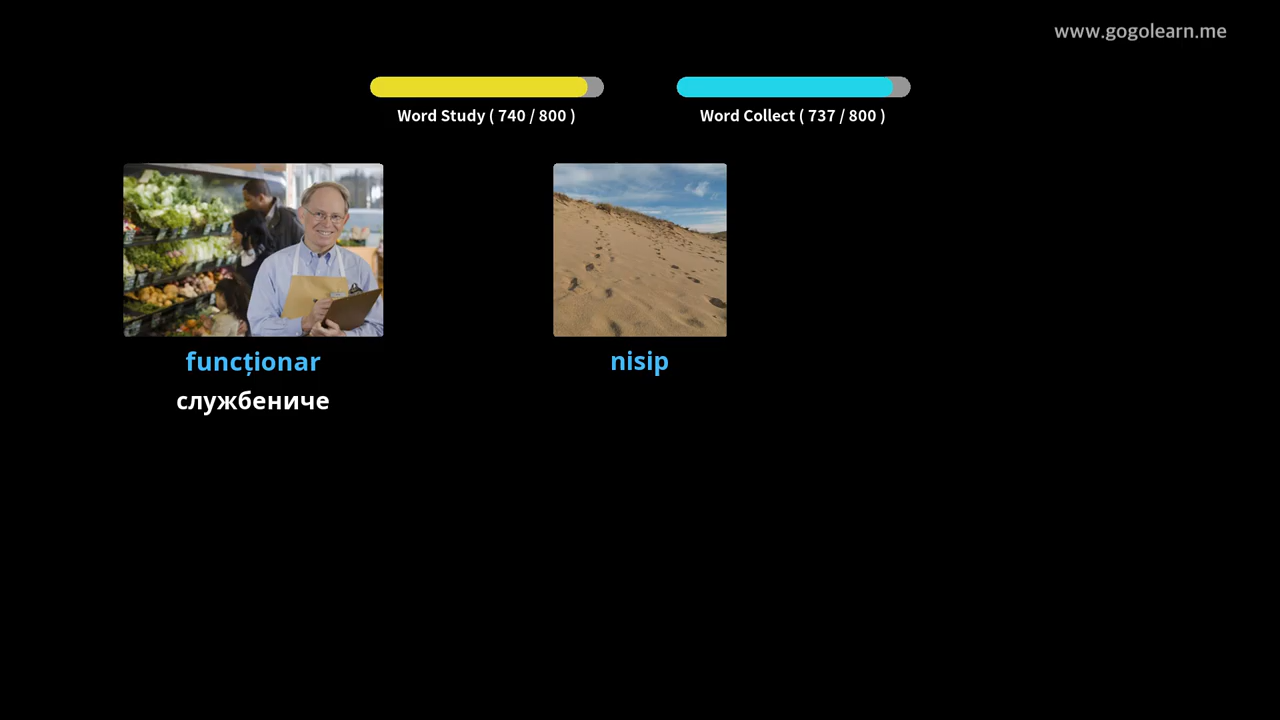 www.gogolearn.me
Word Study ( 740 / 800 )
Word Collect ( 737 / 800 )
funcționar
nisip
службениче